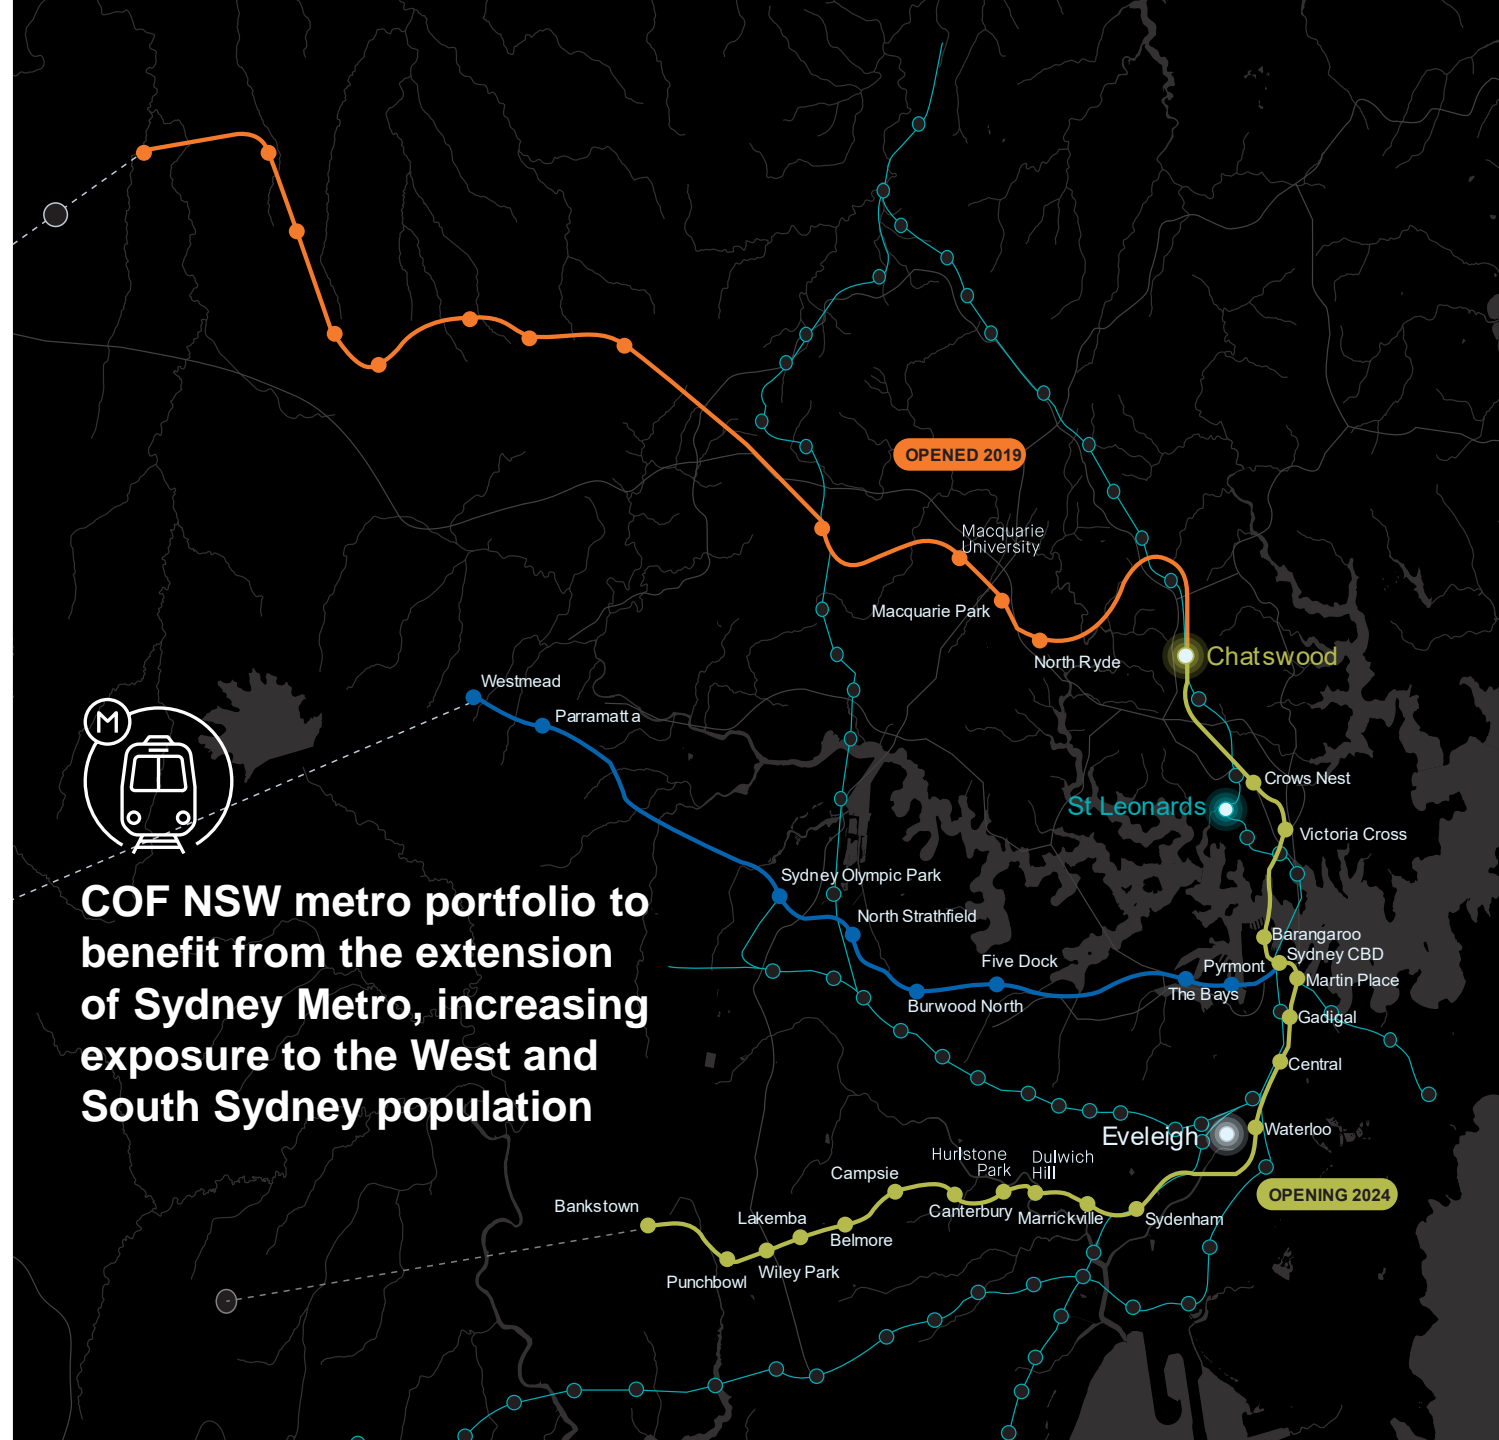 OPENED 2019
Macquarie
University
Macquarie Park
North Ryde
Chatswood
Westmead
Parramatta
M
Crows Nest
St Leonards
Victoria Cross
COF NSW metro portfolio to
benefit from the extension
of Sydney Metro, increasing
exposure to the West and
South Sydney population
Sydney Olympic Park
North Strathfield
Barangaroo
Sydney CBD
Five Dock
Pyrmont
Martin Place
The Bays
Burwood North
Gadigal
Central
Waterloo
Eveleigh
Hurlstone
Park
Dulwich
Hill
Campsie
OPENING 2024
Bankstown
Canterbury
Marrickville
Sydenham
Lakemba
Belmore
Wiley Park
Punchbowl